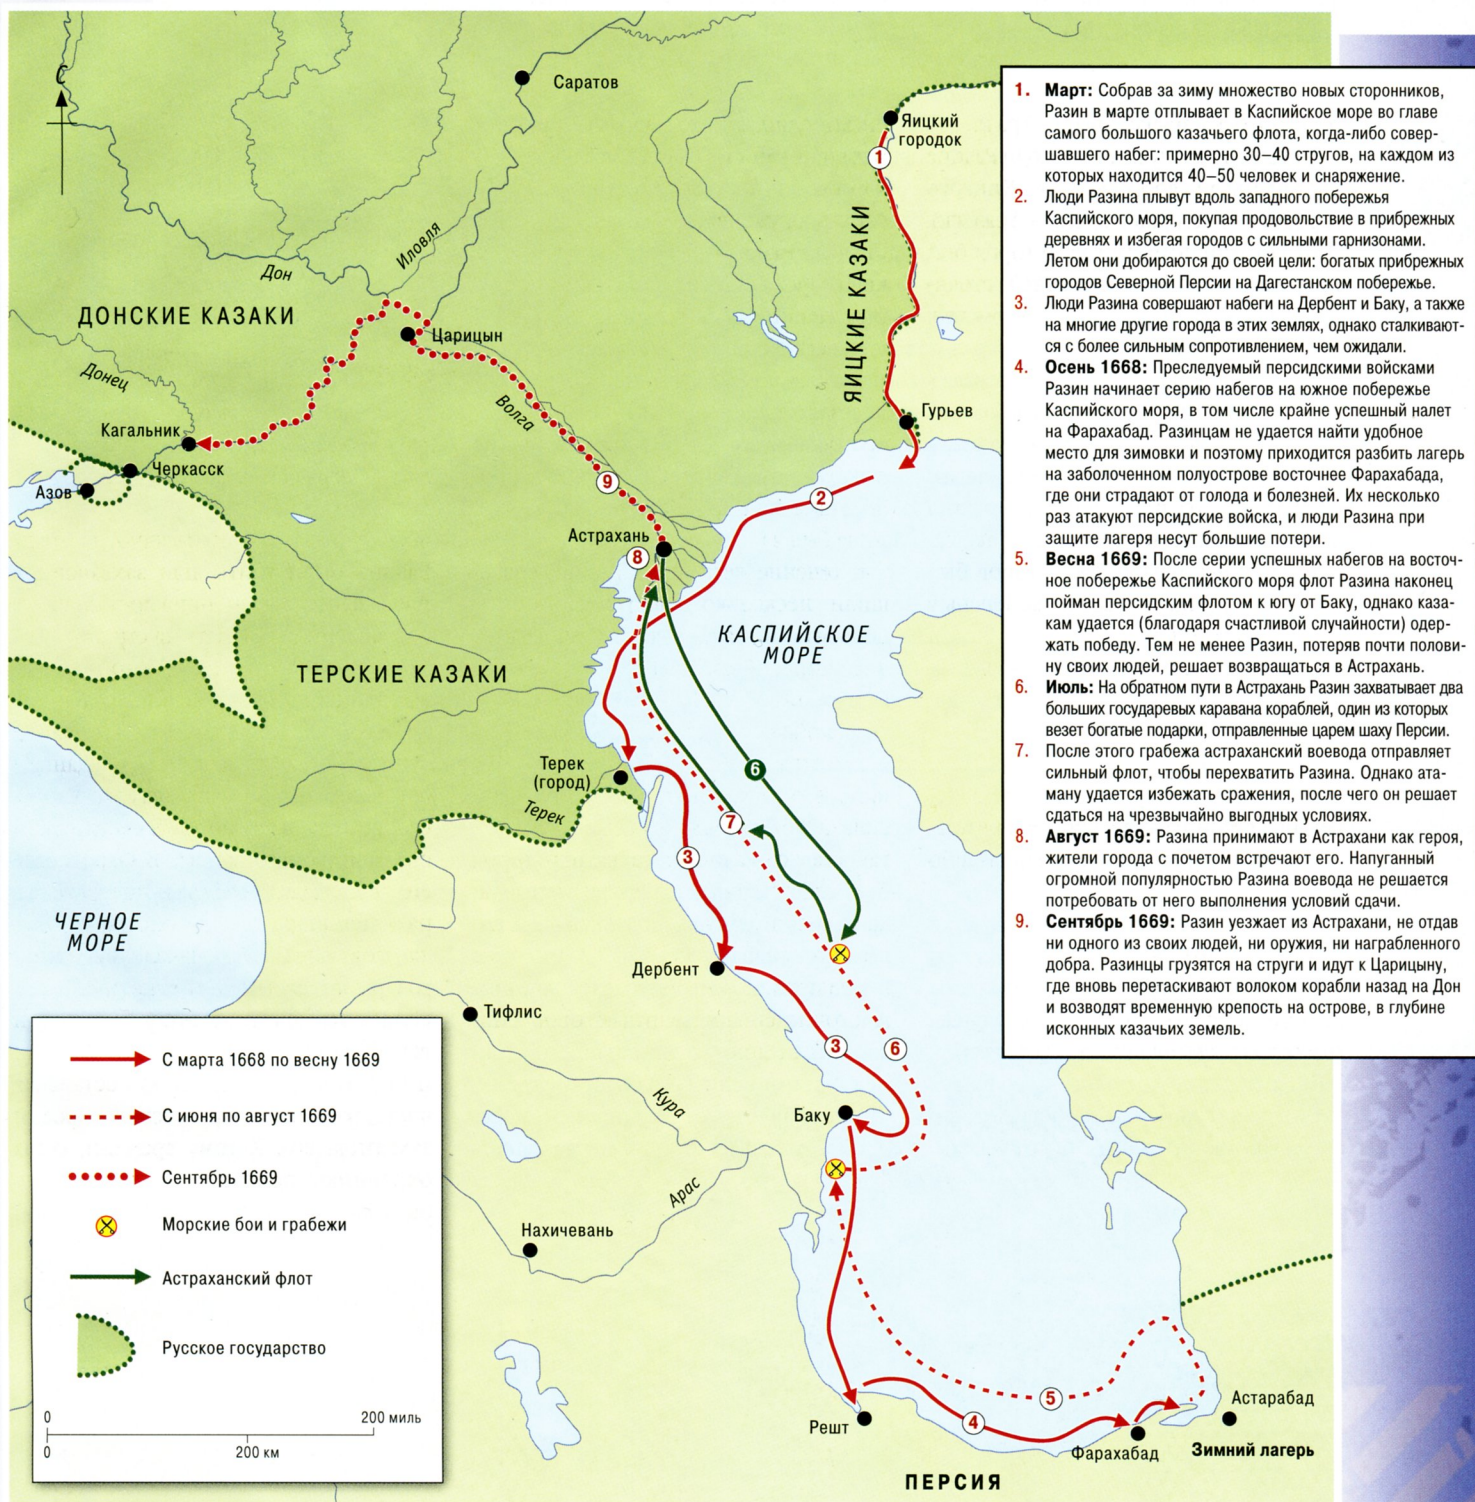 С
Саратов
Яицкий
городок
1
Иловля
Дон
ДОНСКИЕ КАЗАКИ
ЯИЦКИЕ КАЗАКИ
Царицын
Донец
Волга
Гурьев
Кагальник
Черкасск
Азов
9
2
Астрахань
8
КАСПИЙСКОЕ
МОРЕ
ТЕРСКИЕ КАЗАКИ
Терек
(город)
Терек
6
7
3
ЧЕРНОЕ
МОРЕ
Дербент
Тифлис
3
6
Кура
Баку
Арас
Нахичевань
5
4
Решт
Фарахабад
Астарабад
Зимний лагерь
ПЕРСИЯ
1. Март: Собрав за зиму множество новых сторонников,
Разин в марте отплывает в Каспийское море во главе
самого большого казачьего флота, когда-либо совер-
шавшего набег: примерно 30–40 стругов, на каждом из
которых находится 40–50 человек и снаряжение.
2. Люди Разина плывут вдоль западного побережья
Каспийского моря, покупая продовольствие в прибрежных
деревнях и избегая городов с сильными гарнизонами.
Летом они добираются до своей цели: богатых прибрежных
городов Северной Персии на Дагестанском побережье.
3. Люди Разина совершают набеги на Дербент и Баку, а также
на многие другие города в этих землях, однако сталкивают-
ся с более сильным сопротивлением, чем ожидали.
4. Осень 1668: Преследуемый персидскими войсками
Разин начинает серию набегов на южное побережье
Каспийского моря, в том числе крайне успешный налет
на Фарахабад. Разинцам не удается найти удобное
место для зимовки и поэтому приходится разбить лагерь
на заболоченном полуострове восточнее Фарахабада,
где они страдают от голода и болезней. Их несколько
раз атакуют персидские войска, и люди Разина при
защите лагеря несут большие потери.
5. Весна 1669: После серии успешных набегов на восточ-
ное побережье Каспийского моря флот Разина наконец
пойман персидским флотом к югу от Баку, однако каза-
кам удается (благодаря счастливой случайности) одер-
жать победу. Тем не менее Разин, потеряв почти полови-
ну своих людей, решает возвращаться в Астрахань.
6. Июль: На обратном пути в Астрахань Разин захватывает два
больших государевых каравана кораблей, один из которых
везет богатые подарки, отправленные царем шаху Персии.
7. После этого грабежа астраханский воевода отправляет
сильный флот, чтобы перехватить Разина. Однако ата-
ману удается избежать сражения, после чего он решает
сдаться на чрезвычайно выгодных условиях.
8. Август 1669: Разина принимают в Астрахани как героя,
жители города с почетом встречают его. Напуганный
огромной популярностью Разина воевода не решается
потребовать от него выполнения условий сдачи.
9. Сентябрь 1669: Разин уезжает из Астрахани, не отдав
ни одного из своих людей, ни оружия, ни награбленного
добра. Разинцы грузятся на струги и идут к Царицыну,
где вновь перетаскивают волоком корабли назад на Дон
и возводят временную крепость на острове, в глубине
исконных казачьих земель.
С марта 1668 по весну 1669
С июня по август 1669
Сентябрь 1669
Морские бои и грабежи
Астраханский флот
Русское государство
0 200 миль
0 200 км